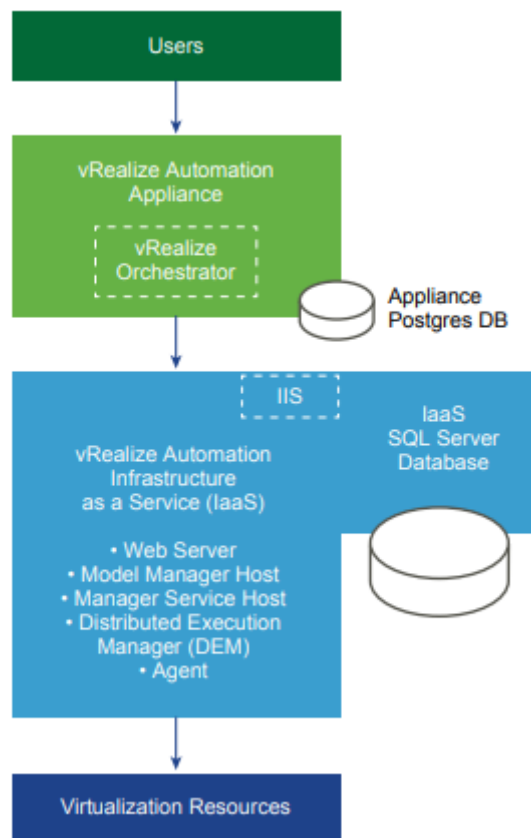 Users
vRealize Automation
Appliance
vRealize
Orchestrator
Appliance
Postgres DB
IIS
IaaS
SQL Server
Database
vRealize Automation
Infrastructure
as a Service (IaaS)
• Web Server
• Model Manager Host
• Manager Service Host
• Distributed Execution
Manager (DEM)
• Agent
Virtualization Resources